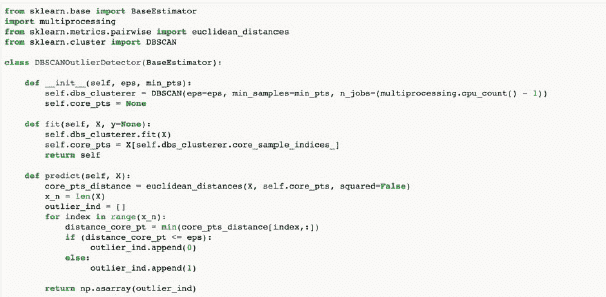 from sklearn.base import BaseEstimator
import multiprocessing
from sklearn.metrics.pairwise import euclidean_distances
from sklearn.cluster import DBSCAN
class DBSCANOutlierDetector(BaseEstimator):
def __init__(self, eps, min_pts):
self.dbs_clusterer = DBSCAN(eps=eps, min_samples=min_pts, n_jobs=(multiprocessing.cpu_count() - 1))
self.core_pts = None
def fit(self, X, y=None):
self.dbs_clusterer.fit(X)
self.core_pts = X[self.dbs_clusterer.core_sample_indices_]
return self
def predict(self, X):
core_pts_distance = euclidean_distances(X, self.core_pts, squared=False)
x_n = len(X)
outlier_ind = []
for index in range(x_n):
distance_core_pt = min(core_pts_distance[index,:])
if (distance_core_pt <= eps):
outlier_ind.append(0)
else:
outlier_ind.append(1)
return np.asarray(outlier_ind)